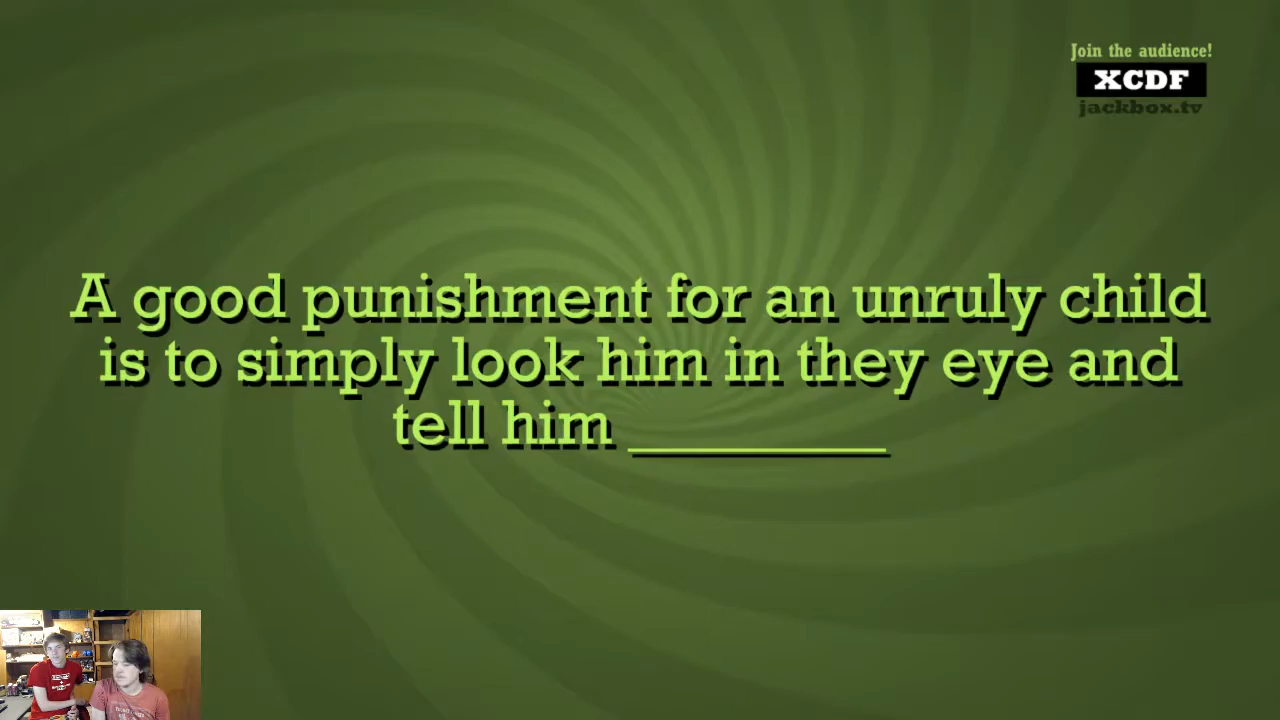 Join the audience!
XCDF
jackbox.tv
A good punishment for an unruly child
is to simply look him in they eye and
tell him ________